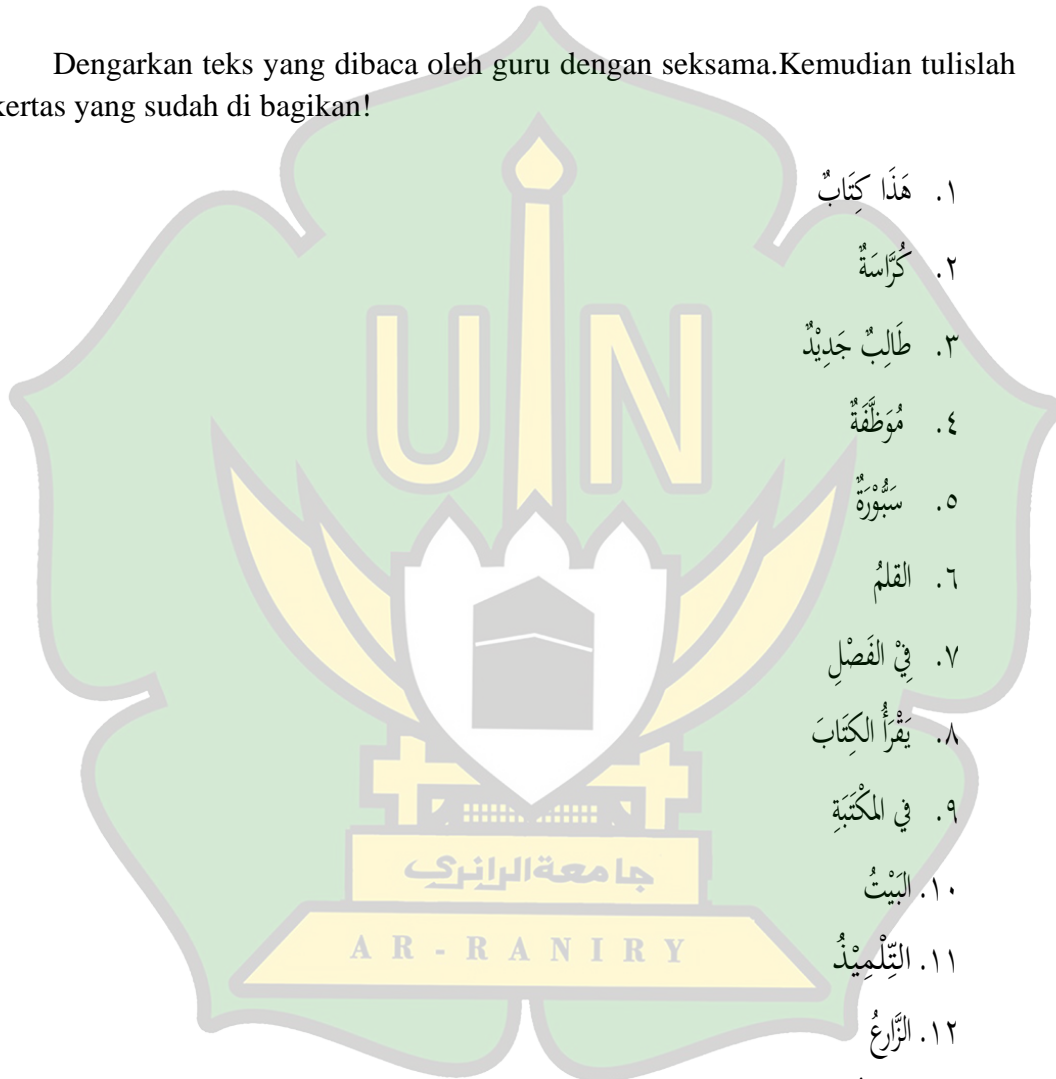 Dengarkan teks yang dibaca oleh guru dengan seksama.Kemudian tulislah
kertas yang sudah di bagikan!
١. هَذَا كِتَابٌ
٢. كُرَّاسَةٌ
٣. طَالِبٌ جَدِيْدٌ
٤. مُوَظَّفَةٌ
٥. سَبُّوْرَةٌ
٦. القلمُ
٧. فِيْ الفَصْلِ
٨. يَقْرَأُ الكِتَابَ
٩. في المكْتَبَةِ
١٠. البَيْتُ
١١. التِّلْمِيْذُ
١٢. الزَّارِعُ
UIN
جامعة الرانري
AR-RANIRY